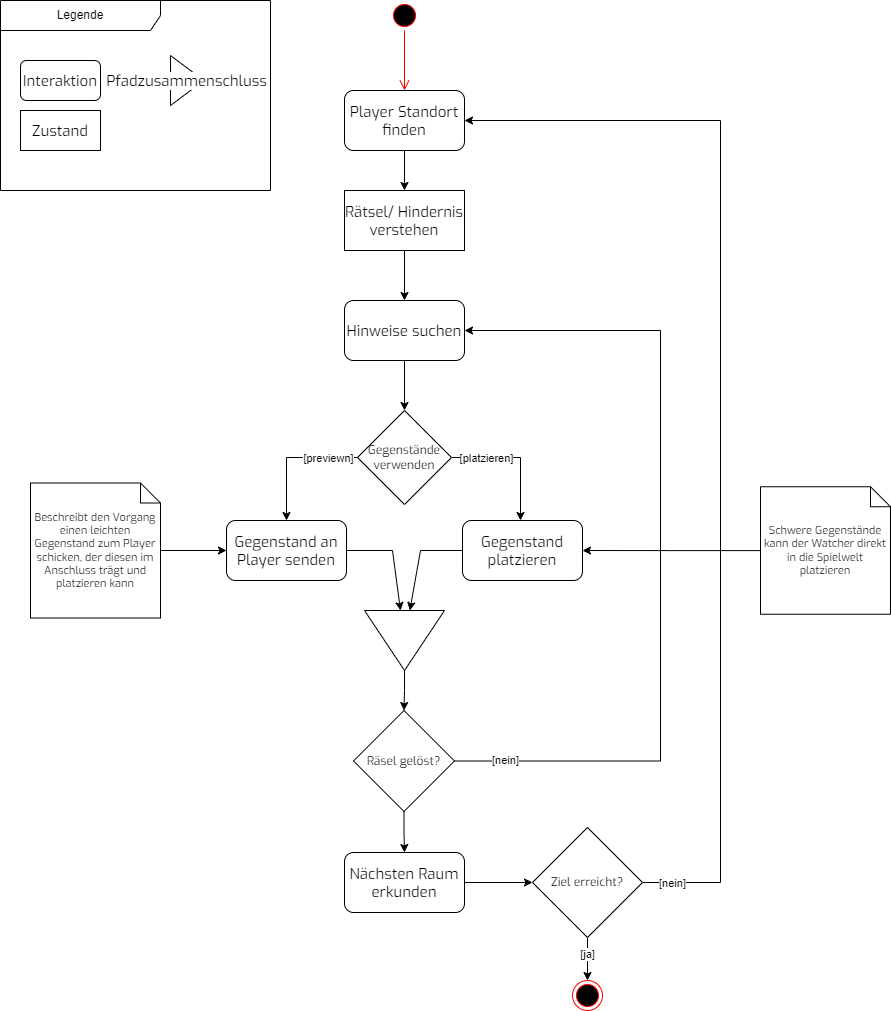 Legende
Interaktion
Pfadzusammenschluss
Zustand
Player Standort
finden
Rätsel/ Hindernis
verstehen
Hinweise suchen
Gegenstände
verwenden
[previewn]
[platzieren]
Beschreibt den Vorgang
einen leichten
Gegenstand zum Player
schicken, der diesen im
Anschluss trägt und
platzieren kann
Gegenstand an
Player senden
Gegenstand
platzieren
Schwere Gegenstände
kann der Watcher direkt
in die Spielwelt
platzieren
Räsel gelöst?
[nein]
Nächsten Raum
erkunden
Ziel erreicht?
[nein]
[ja]